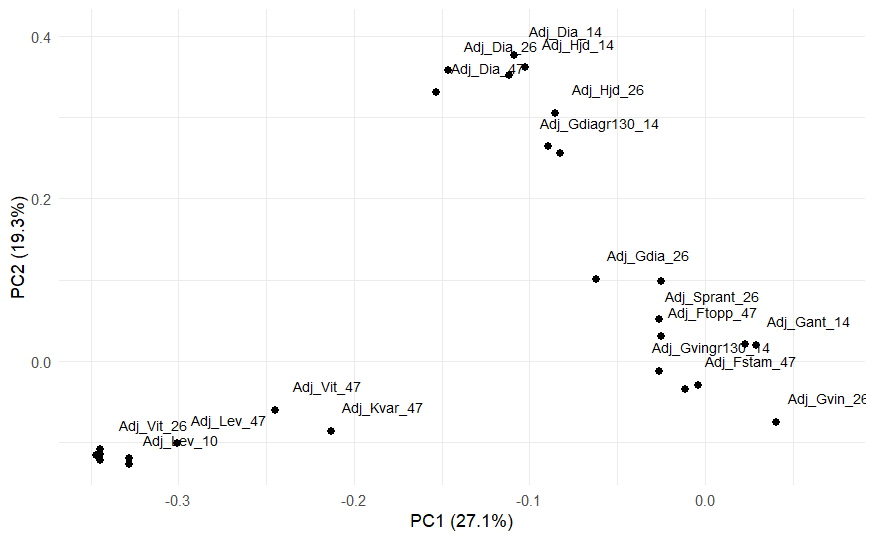 0.4
Adj_Dia_14
Adj_Dia_26
Adj_Hjd_14
Adj_Dia_47
Adj_Hjd_26
Adj_Gdiagr130_14
PC2 (19.3%)
0.2
Adj_Gdia_26
Adj_Sprant_26
Adj_Ftopp_47
Adj_Gant_14
Adj_Gvingr130_14
0.0
Adj_Fstam_47
Adj_Vit_47
Adj_Gvin_26
Adj_Kvar_47
Adj_Lev_47
Adj_Vit_26
Adj_Lev_10
-0.3
-0.2
-0.1
0.0
PC1 (27.1%)